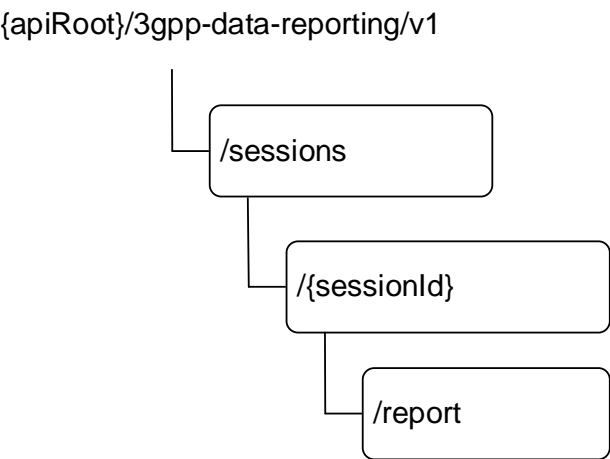 {apiRoot}/3gpp-data-reporting/v1
/sessions
/{sessionId}
/report